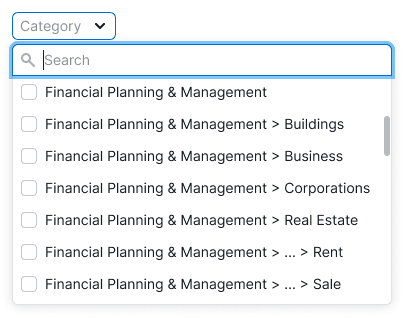 Category
Search
Financial Planning & Management
Financial Planning & Management > Buildings
Financial Planning & Management > Business
Financial Planning & Management > Corporations
Financial Planning & Management > Real Estate
Financial Planning & Management > ... > Rent
Financial Planning & Management > ... > Sale